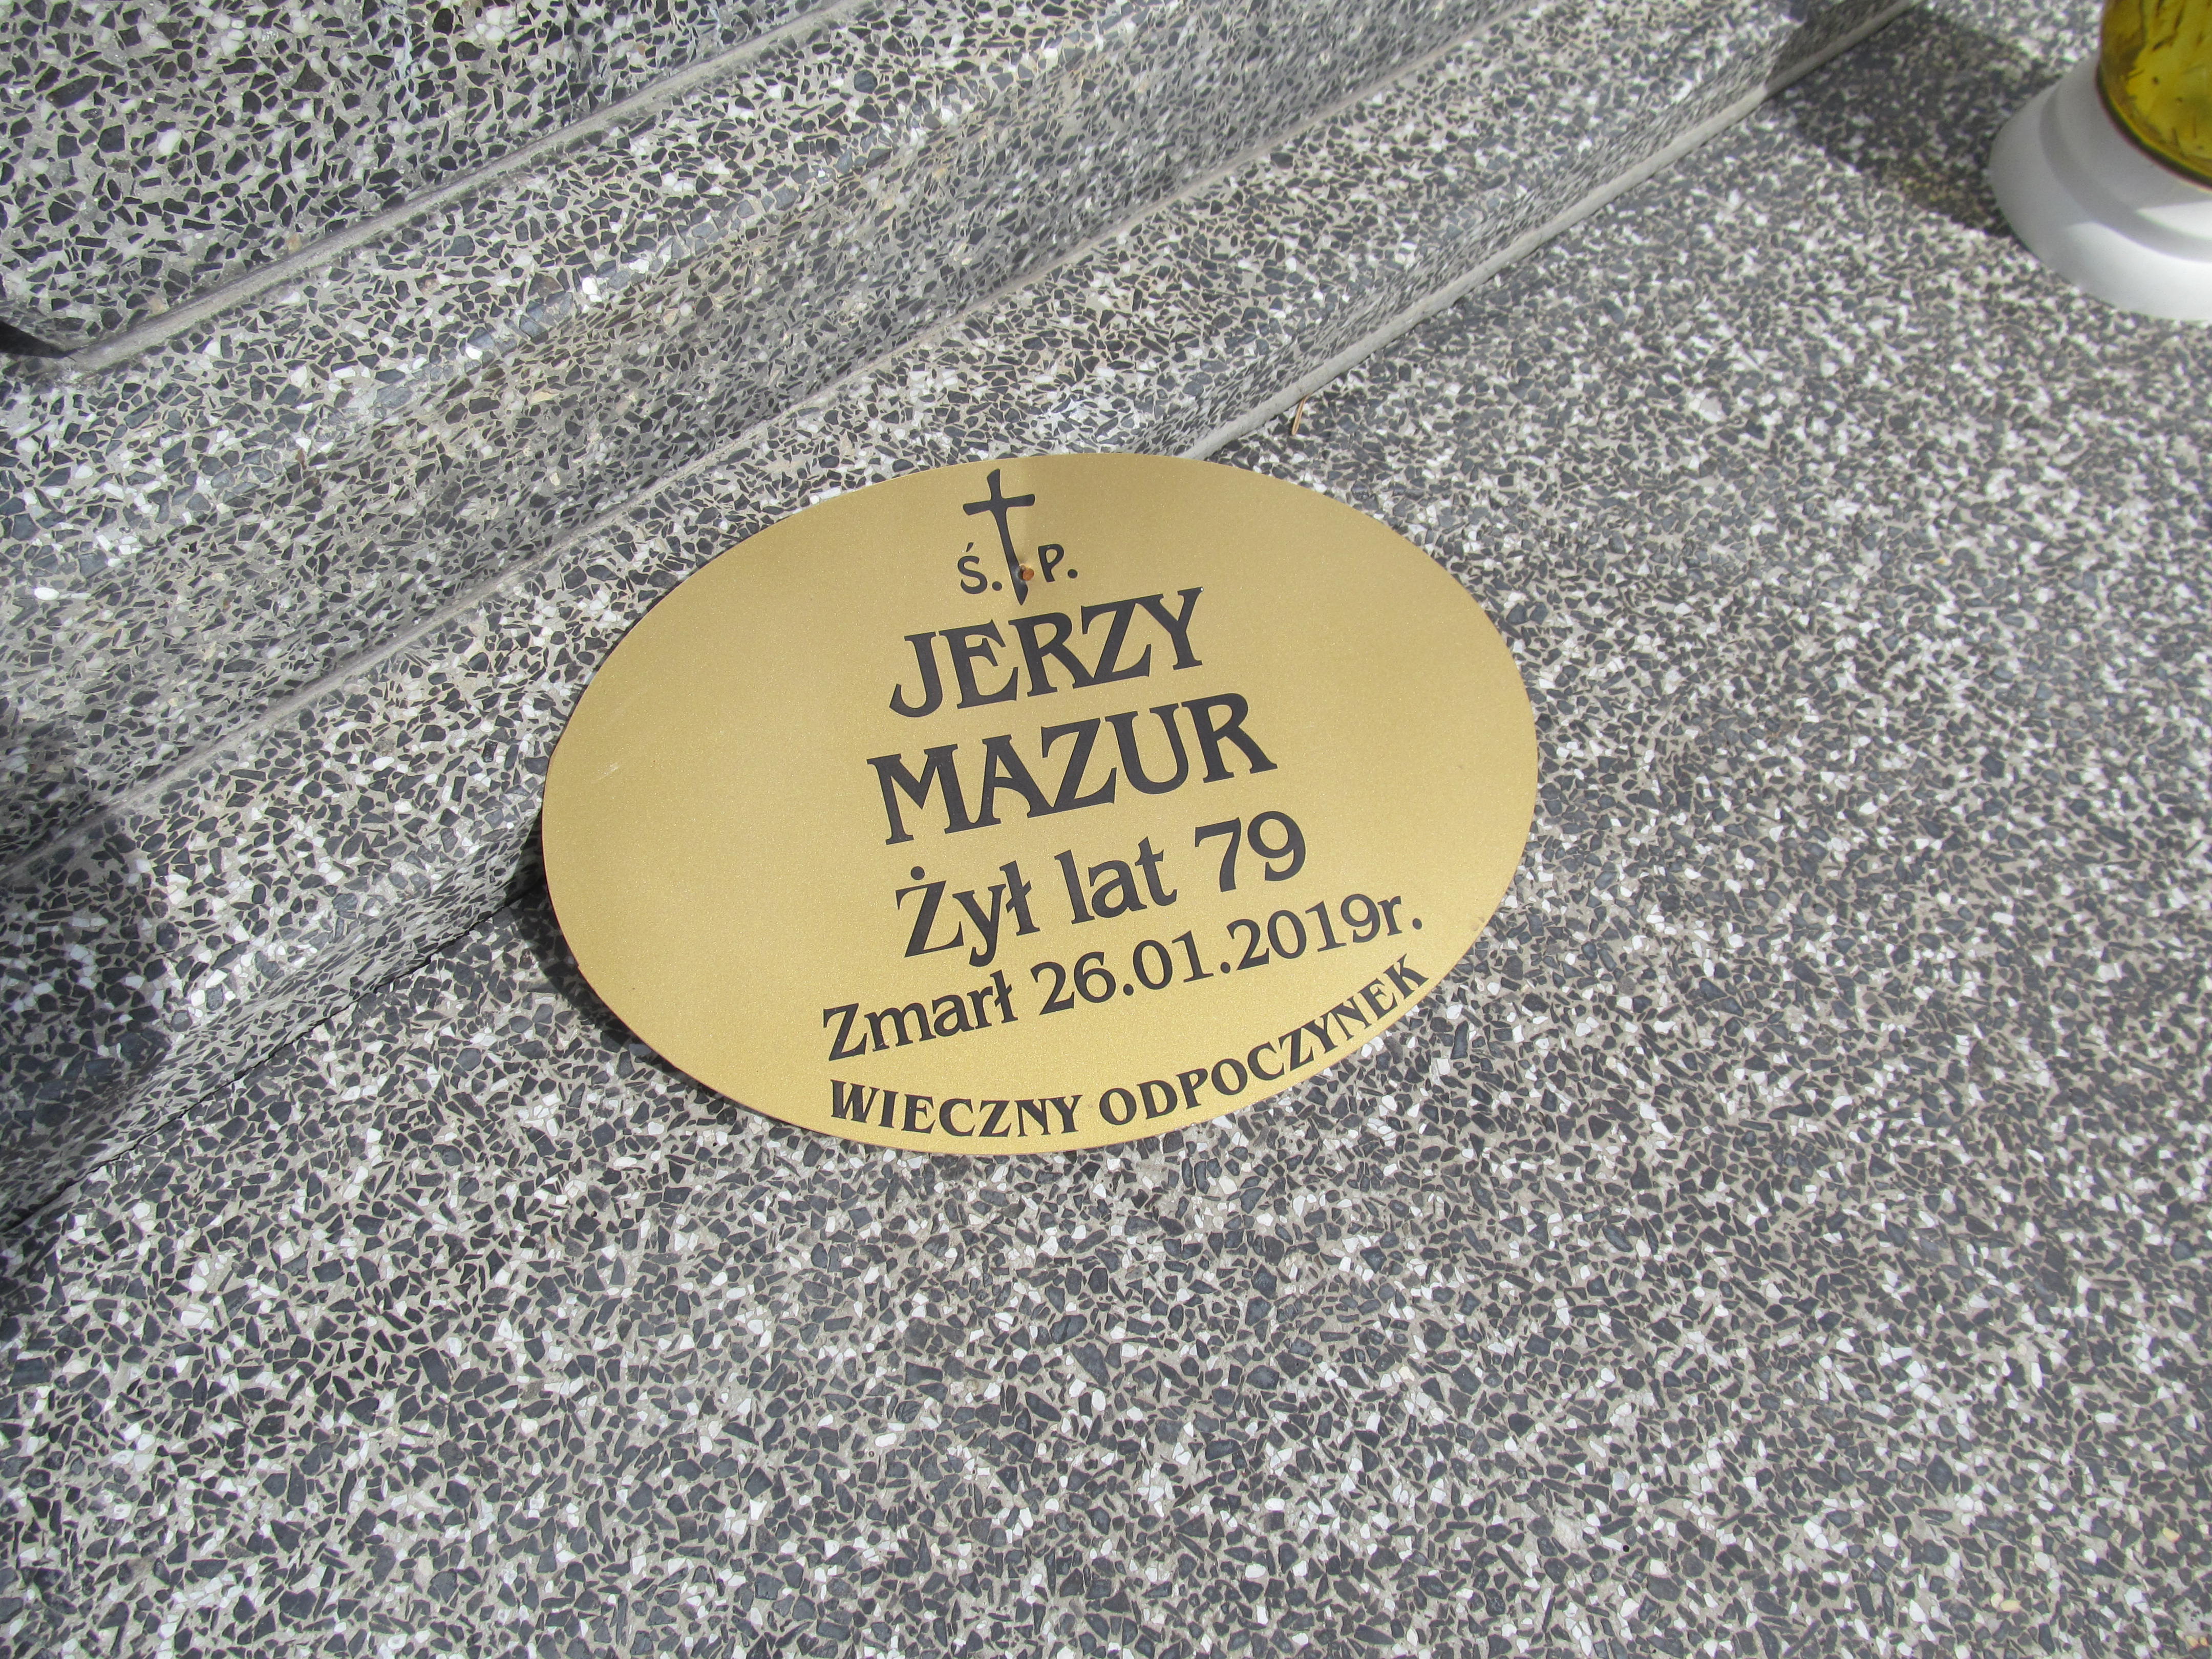 Ś. P.
JERZY
MAZUR
Żył lat 79
Zmarł 26.01.2019r.
WIECZNY ODPOCZYNEK